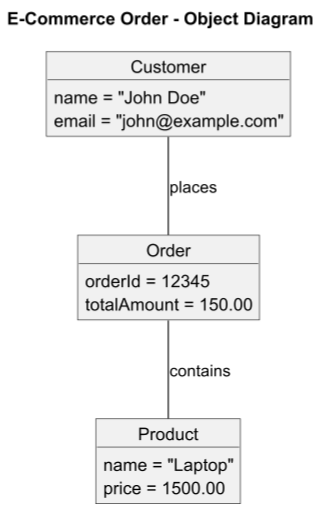 E-Commerce Order - Object Diagram
Customer
name = "John Doe"
email = "john@example.com"
places
Order
orderId = 12345
totalAmount = 150.00
contains
Product
name = "Laptop"
price = 1500.00